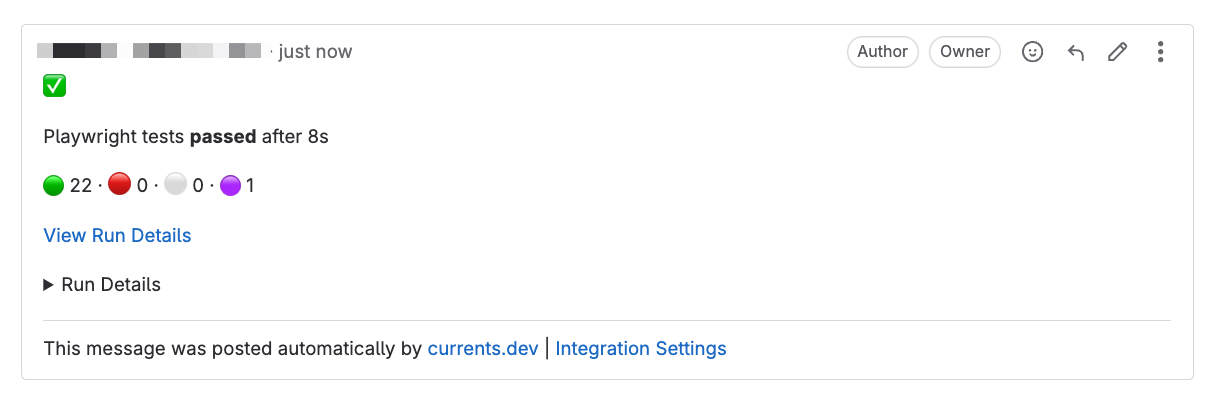 · just now
Author
Owner
Playwright tests passed after 8s
22 · 0 · 0 · 1
View Run Details
Run Details
This message was posted automatically by currents.dev | Integration Settings